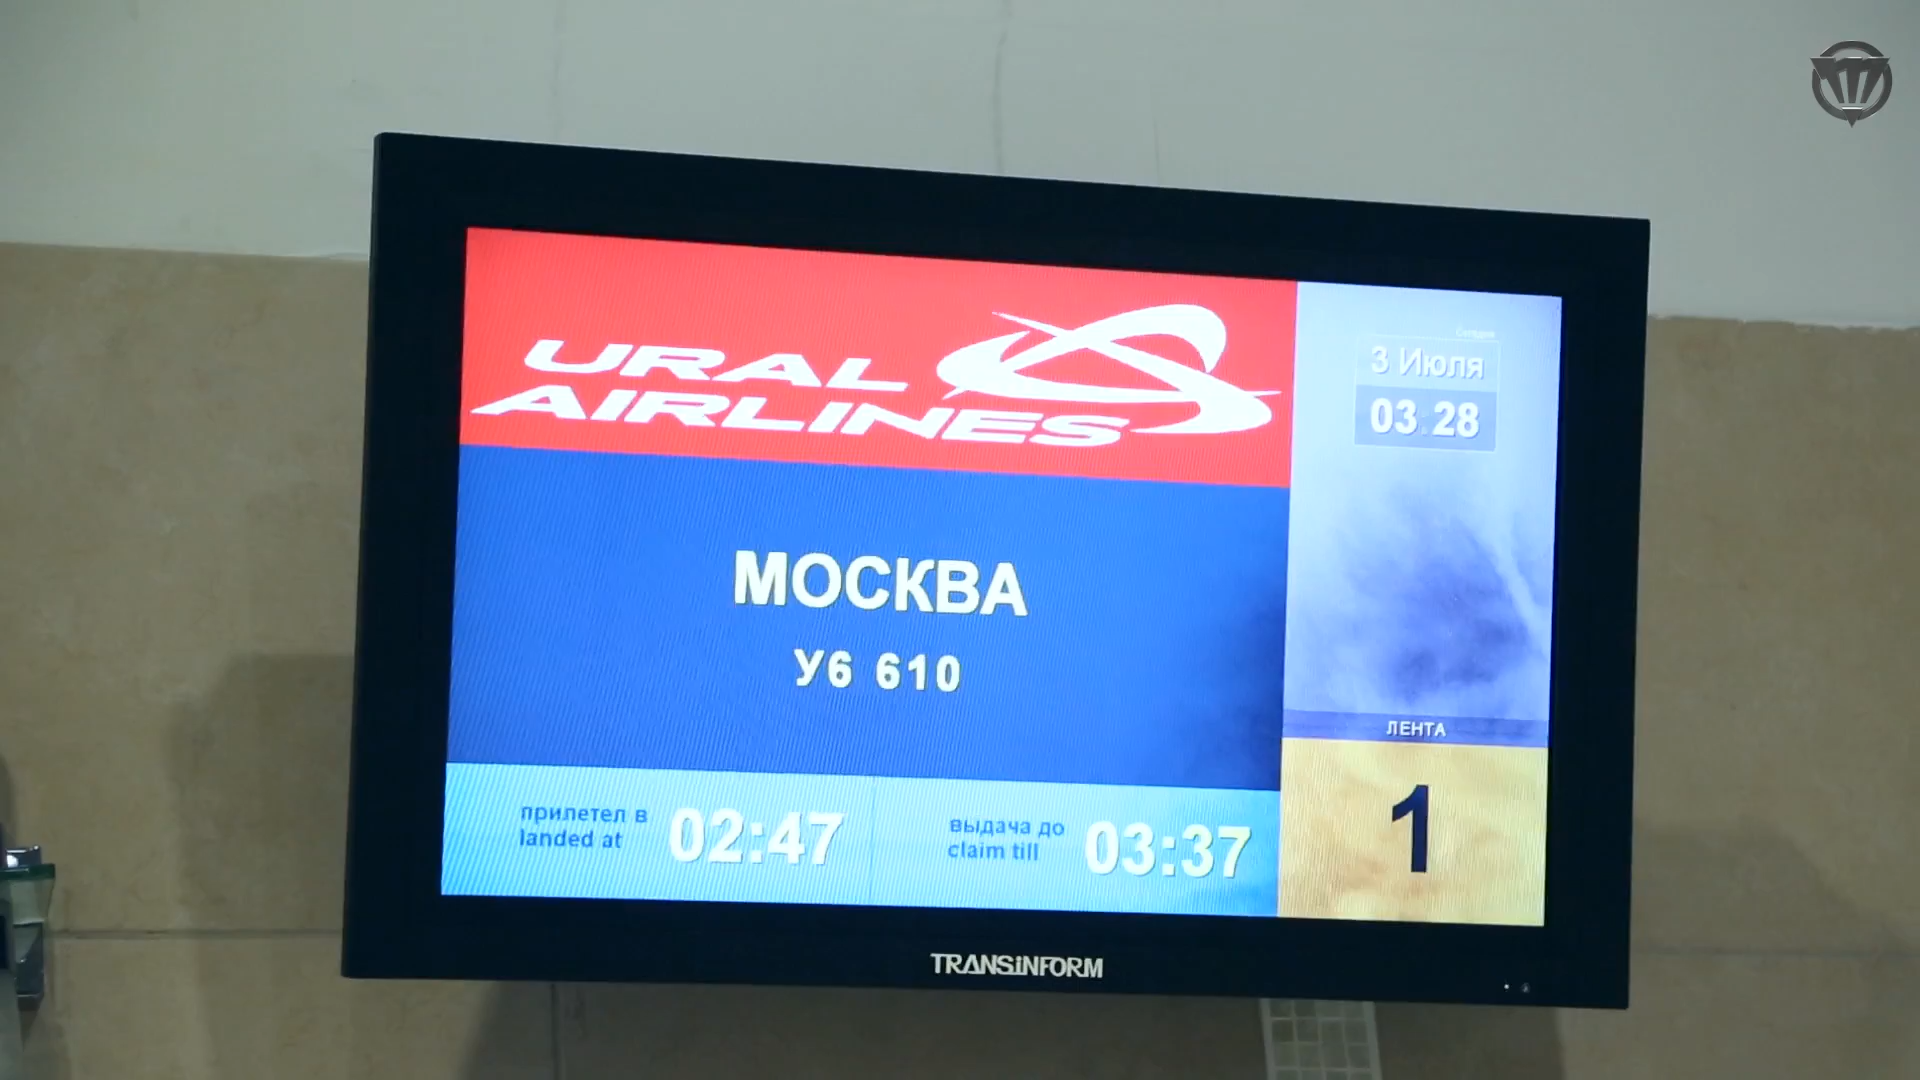 URAL
AIRLINES
Сегодня
3 Июля
03:28
МОСКВА
У6 610
ЛЕНТА
1
прилетел в
landed at
02:47
выдача до
claim till
03:37
TRANSiNFORM